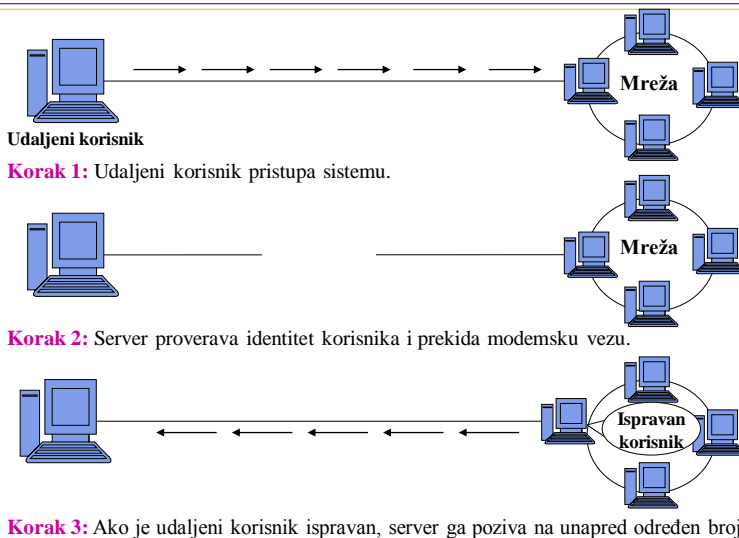 Mreža
Udaljeni korisnik
Korak 1: Udaljeni korisnik pristupa sistemu.
Mreža
Korak 2: Server proverava identitet korisnika i prekida modemsku vezu.
Ispravan
korisnik
Korak 3: Ako je udaljeni korisnik ispravan, server ga poziva na unapred određen broj